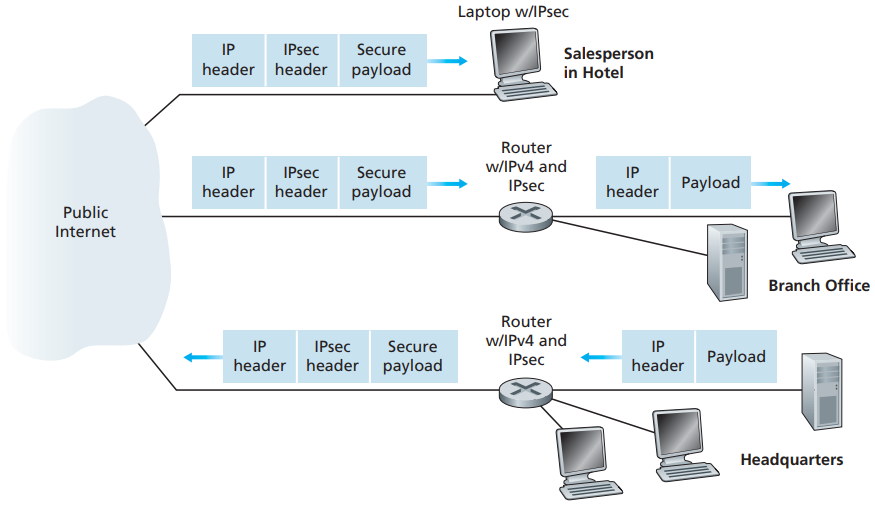 Laptop w/IPsec
IP
header
IPsec
header
Secure
payload
Salesperson
in Hotel
Public
Internet
IP
header
IPsec
header
Secure
payload
Router
w/IPv4 and
IPsec
IP
header
Payload
Branch Office
IP
header
IPsec
header
Secure
payload
Router
w/IPv4 and
IPsec
IP
header
Payload
Headquarters